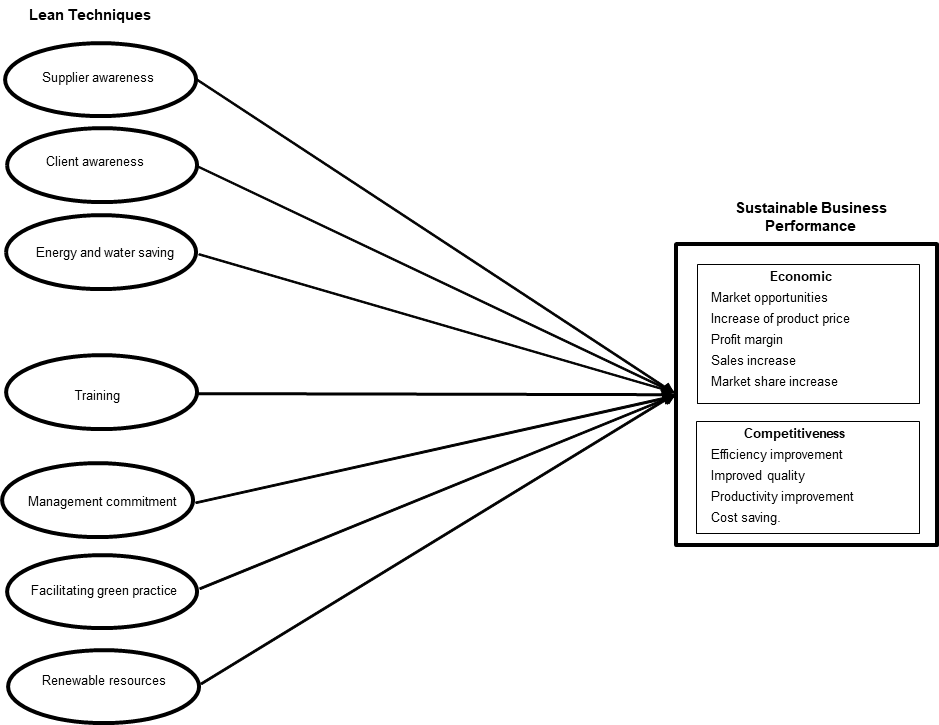 Lean Techniques
Supplier awareness
Client awareness
Energy and water saving
Training
Management commitment
Facilitating green practice
Renewable resources
Sustainable Business
Performance
Economic
Market opportunities
Increase of product price
Profit margin
Sales increase
Market share increase
Competitiveness
Efficiency improvement
Improved quality
Productivity improvement
Cost saving.